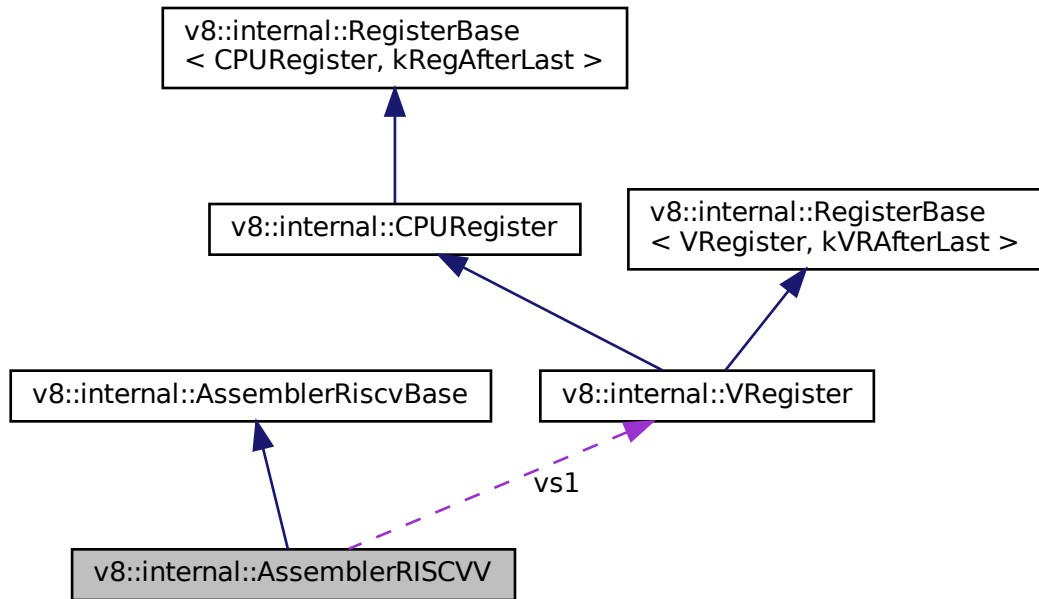 v8::internal::RegisterBase
< CPURegister, kRegAfterLast >
v8::internal::CPURegister
v8::internal::RegisterBase
< VRegister, kVRAfterLast >
v8::internal::AssemblerRiscvBase
v8::internal::VRegister
vs1
v8::internal::AssemblerRISCVV